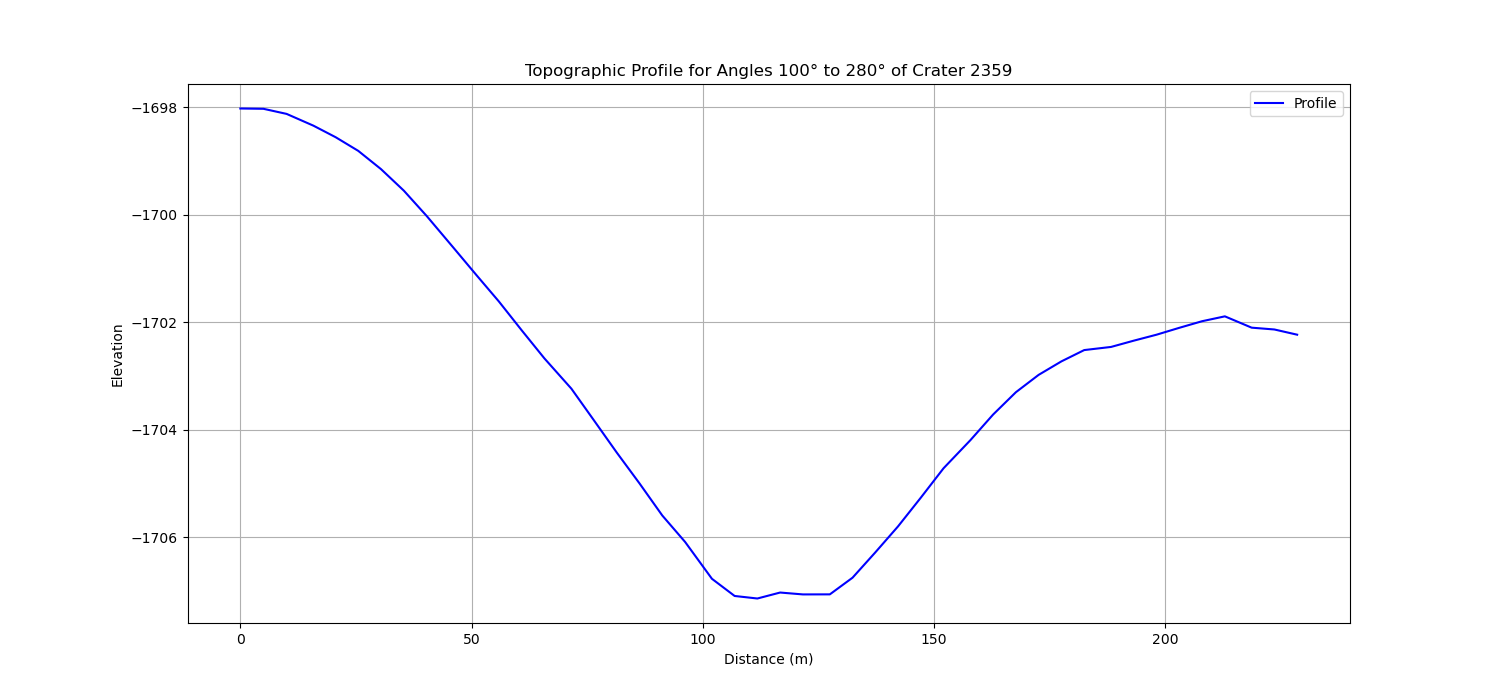 Topographic Profile for Angles 100° to 280° of Crater 2359
Profile
−1698
−1700
−1702
−1704
−1706
Elevation
0 50 100 150 200
Distance (m)